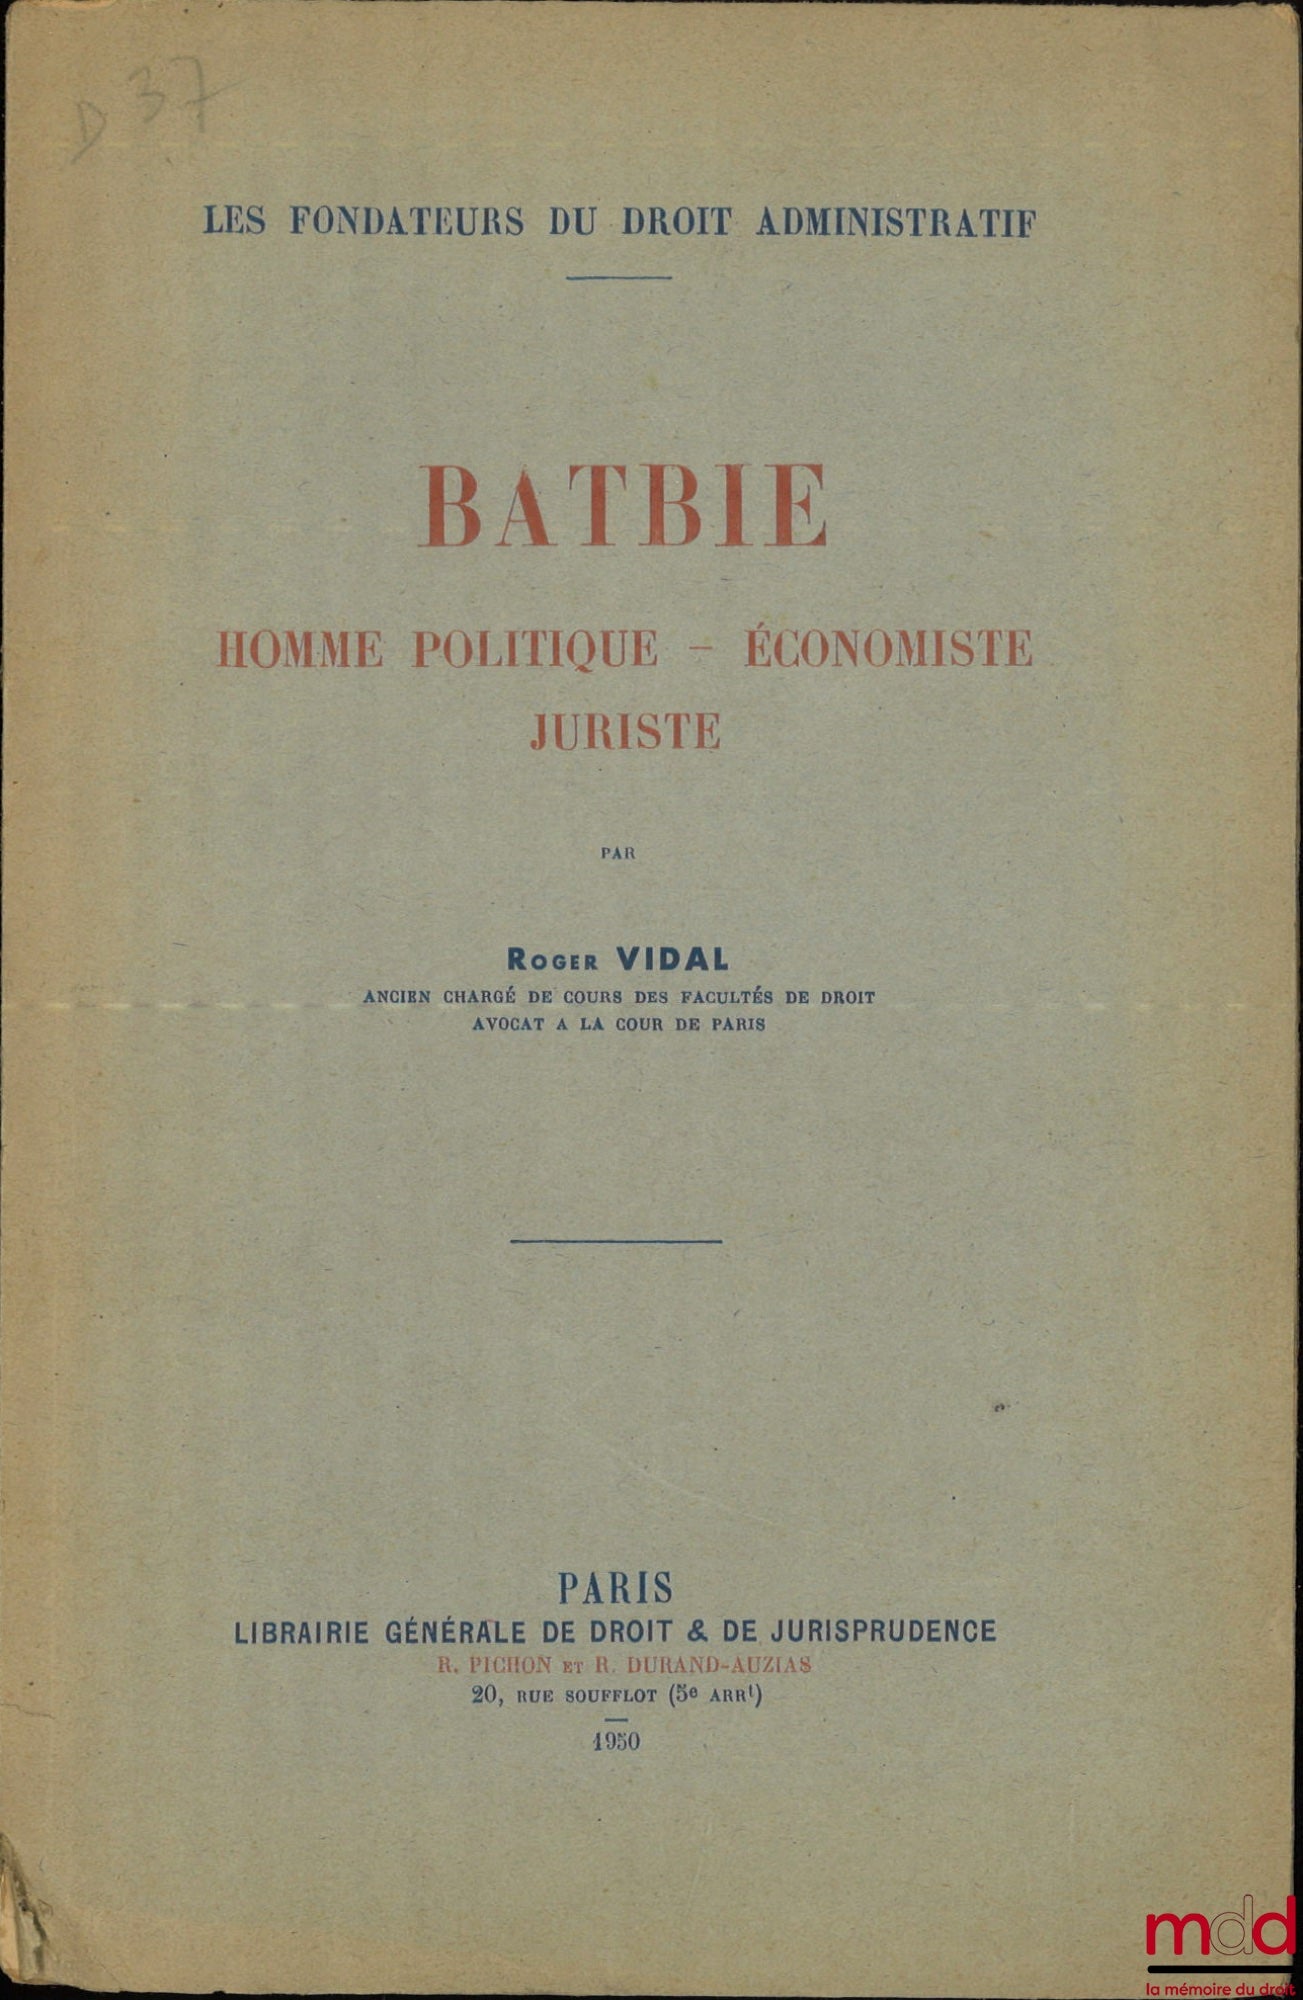 D 37
LES FONDATEURS DU DROIT ADMINISTRATIF
BATBIE
HOMME POLITIQUE – ÉCONOMISTE
JURISTE
PAR
ROGER VIDAL
ANCIEN CHARGÉ DE COURS DES FACULTÉS DE DROIT
AVOCAT A LA COUR DE PARIS
PARIS
LIBRAIRIE GÉNÉRALE DE DROIT & DE JURISPRUDENCE
R. PICHON ET R. DURAND-AUZIAS
20, RUE SOUFFLOT (5e ARRt)
1950
mdd
la mémoire du droit